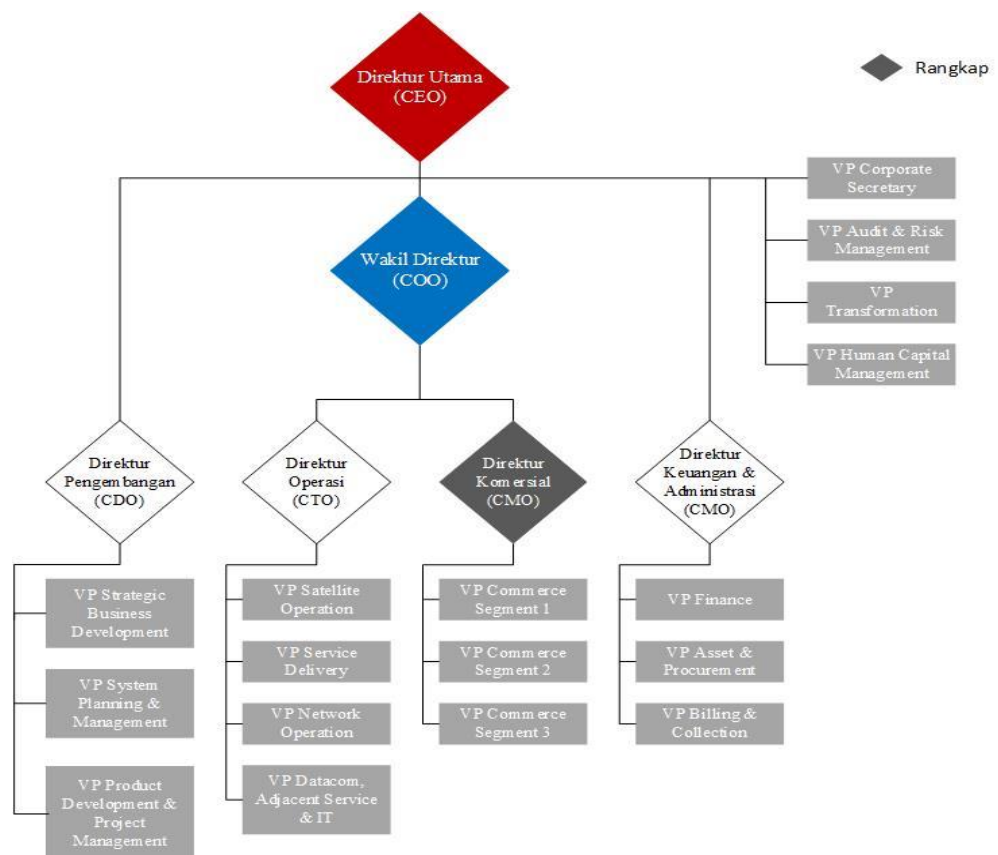 Direktur Utama
(CEO)
Rangkap
VP Corporate
Secretary
VP Audit & Risk
Management
VP
Transformation
VP Human Capital
Management
Wakil Direktur
(COO)
Direktur
Pengembangan
(CDO)
Direktur
Operasi
(CTO)
Direktur
Komersial
(CMO)
Direktur
Keuangan &
Administrasi
(CMO)
VP Strategic
Business
Development
VP System
Planning &
Management
VP Product
Development &
Project
Management
VP Satellite
Operation
VP Service
Delivery
VP Network
Operation
VP Datacom,
Adjacent Service
& IT
VP Commerce
Segment 1
VP Commerce
Segment 2
VP Commerce
Segment 3
VP Finance
VP Asset &
Procurement
VP Billing &
Collection